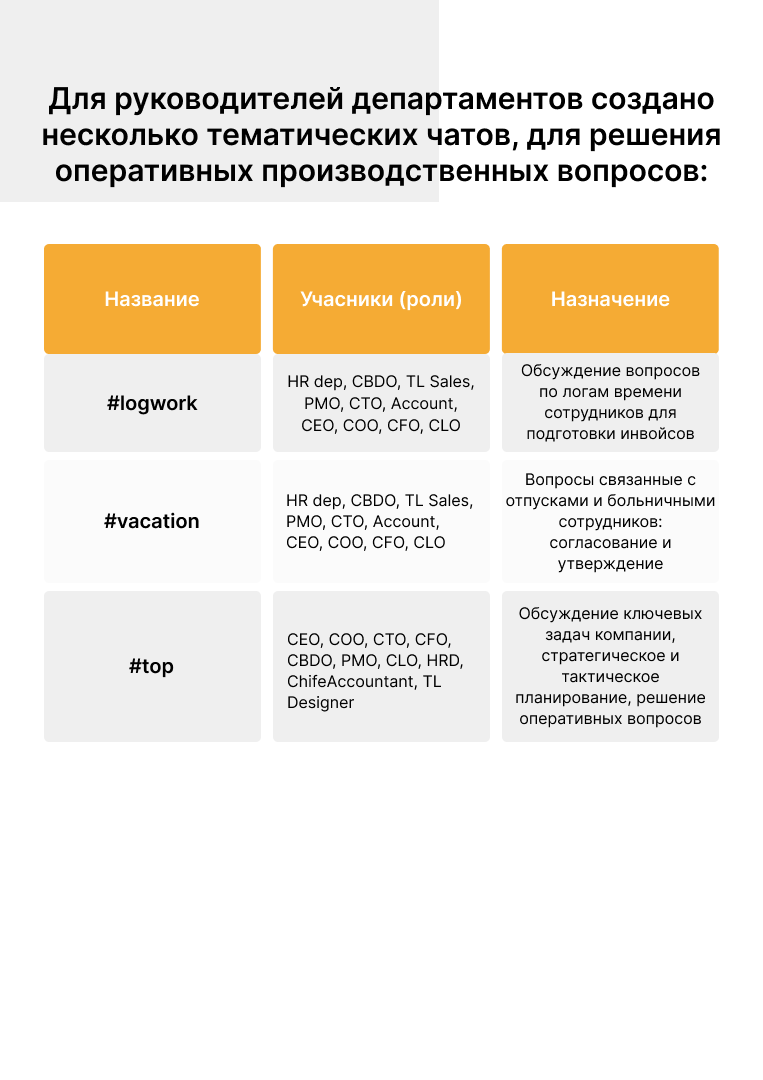 Для руководителей департаментов создано
несколько тематических чатов, для решения
оперативных производственных вопросов:
Название
Учасники (роли)
Назначение
#logwork
HR dep, CBDO, TL Sales,
PMO, CTO, Account,
CEO, COO, CFO, CLO
Обсуждение вопросов
по логам времени
сотрудников для
подготовки инвойсов
#vacation
HR dep, CBDO, TL Sales,
PMO, CTO, Account,
CEO, COO, CFO, CLO
Вопросы связанные с
отпусками и больничными
сотрудников:
согласование и
утверждение
#top
CEO, COO, CTO, CFO,
CBDO, PMO, CLO, HRD,
ChifeAccountant, TL
Designer
Обсуждение ключевых
задач компании,
стратегическое и
тактическое
планирование, решение
оперативных вопросов